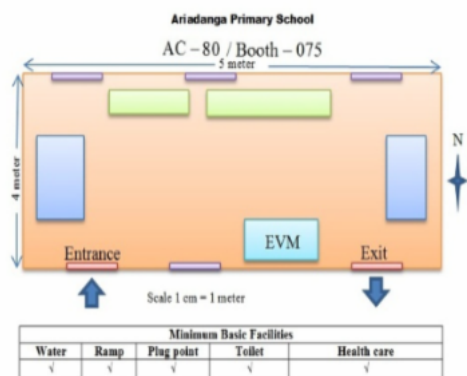 Ariadanga Primary School
AC – 80 / Booth – 075
5 meter
4 meter
N
EVM
Entrance
Exit
Scale 1 cm = 1 meter
Minimum Basic Facilities
Water Ramp Plug point Toilet Health care
√ √ √ √ √